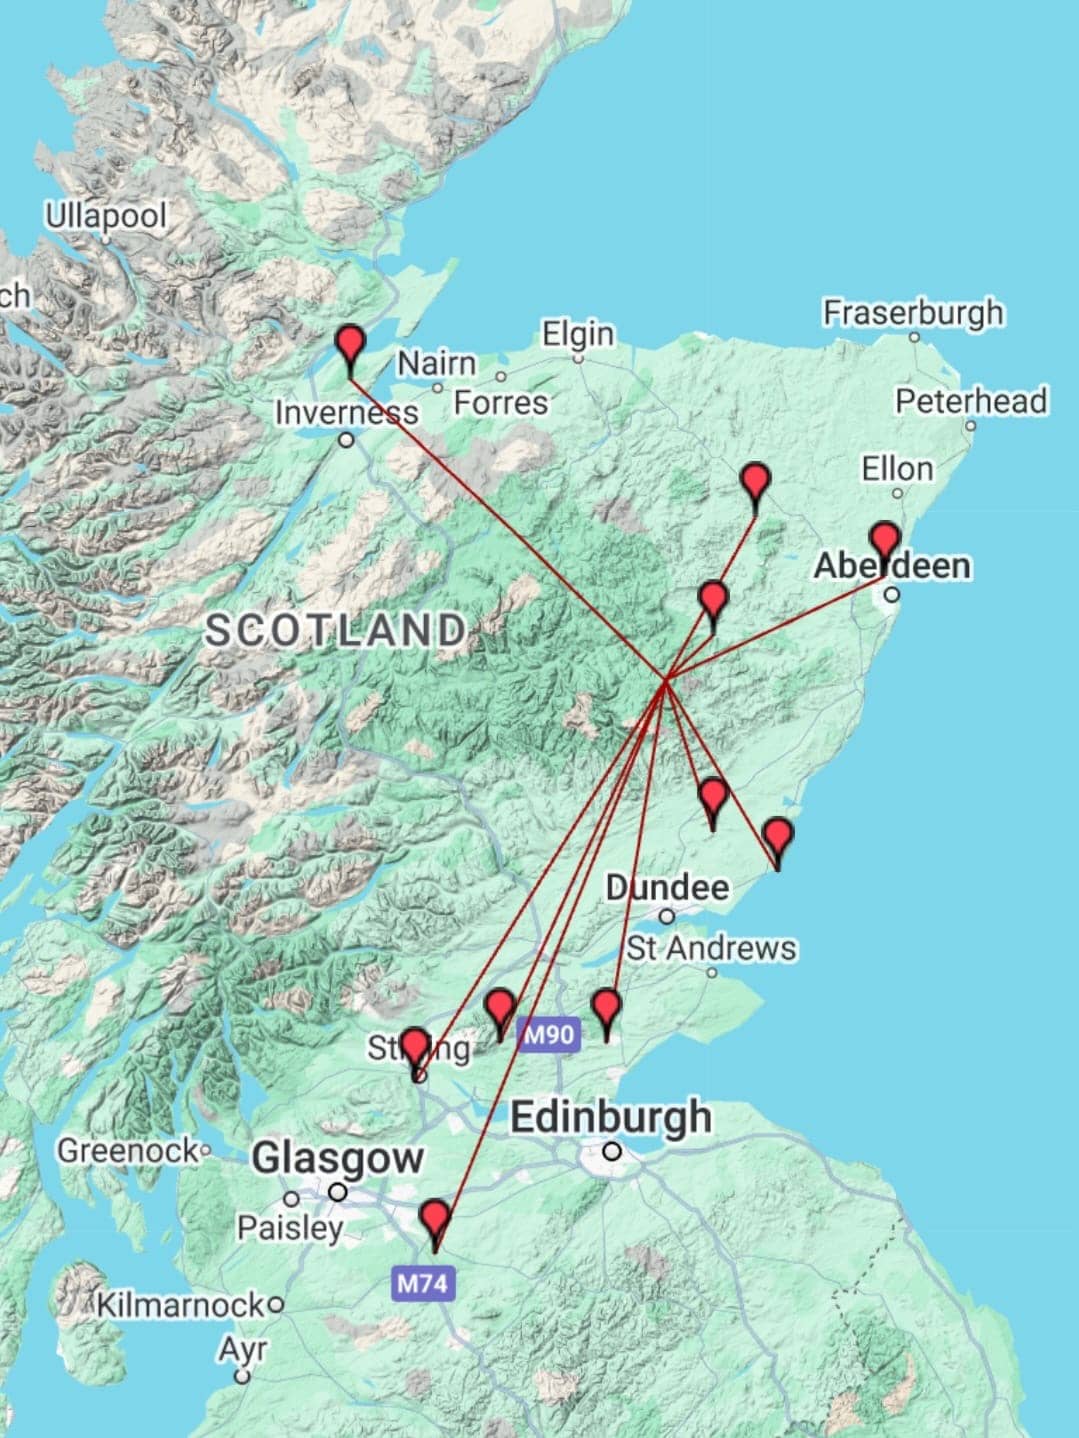 Ullapool
ch
Fraserburgh
Elgin
Nairn
Peterhead
Forres
Inverness
Ellon
Aberdeen
SCOTLAND
Dundee
St Andrews
M90
Stirling
Edinburgh
Greenock
Glasgow
Paisley
M74
Kilmarnock
Ayr